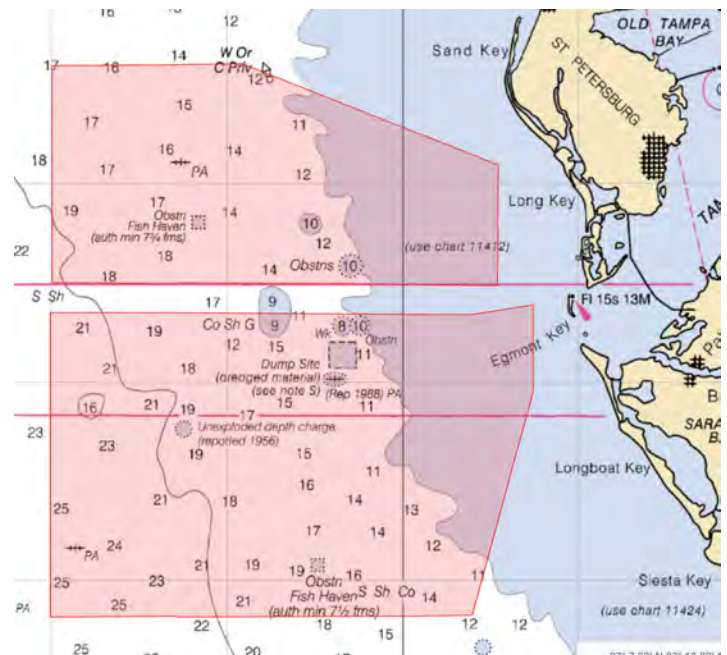 16
15
12
OLD TAMPA
BAY
ST PETERSBURG
Sand Key
W Or
C Priv
17
16
14
12
15
11
17
18
16
PA
14
17
12
Long Key
19
17
14
Obstn
Fish Haven
(auth min 7¾ fms)
10
12
(use chart 11412)
22
18
Obstns
10
14
18
S Sh
17
9
Fl 15s 13M
11
21
19
Co Sh G
9
8
10
Egmont Key
12
15
Wk
Obstn
11
Dump Site
(dredged material)
(see note S)
(Rep 1988) PA
21
18
16
21
19
17
15
11
23
Unexploded depth charge
(reported 1956)
23
19
15
SARA
B
Longboat Key
16
11
25
21
18
14
13
17
14
12
24
PA
21
19
19
16
11
25
23
Obstn
Fish Haven
(auth min 7½ fms)
S Sh Co
14
Siesta Key
(use chart 11424)
PA
25
21
22
18
12
12
15
25
23
20